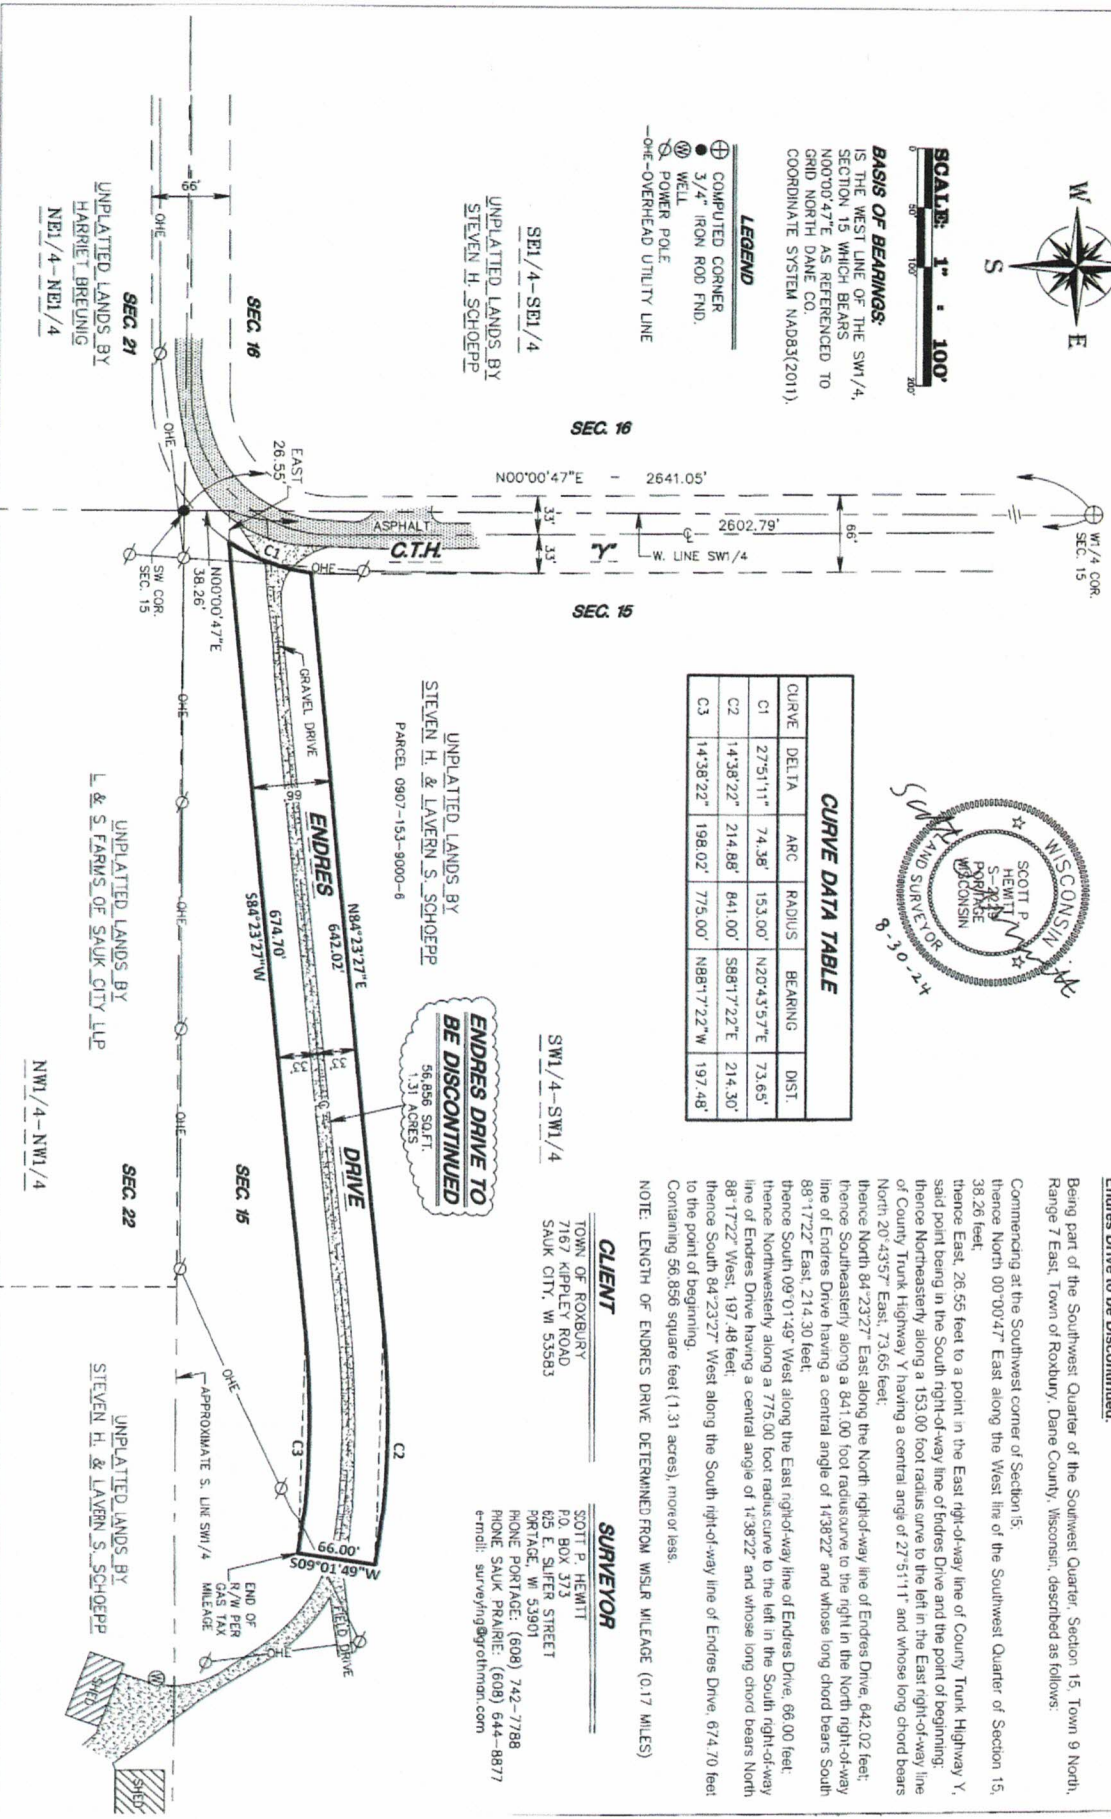 W
E
S
SCALE: 1" = 100'
0 50' 100' 200'
BASIS OF BEARINGS:
IS THE WEST LINE OF THE SW1/4,
SECTION 15 WHICH BEARS
N00°00'47"E AS REFERENCED TO
GRID NORTH DANE CO.
COORDINATE SYSTEM NAD83(2011).
LEGEND
COMPUTED CORNER
3/4" IRON ROD FND.
WELL
POWER POLE
—OHE—OVERHEAD UTILITY LINE
SE1/4-SE1/4
UNPLATTED LANDS BY
STEVEN H. SCHOEPP
SEC. 16
66'
OHE
SEC. 21
UNPLATTED LANDS BY
HARRIET BREUNIG
NE1/4-NE1/4
SEC. 16
N00°00'47"E - 2641.05'
W1/4 COR.
SEC. 15
2602.79'
66'
33'
33'
W. LINE SW1/4
C.T.H. "Y"
ASPHALT
SEC. 15
EAST
26.55'
C1
OHE
OHE
N00°00'47"E
38.26'
SW COR.
SEC. 15
WISCONSIN
SCOTT P.
HEWITT
PORTAGE
WISCONSIN
LAND SURVEYOR
8-30-24
CURVE DATA TABLE
CURVE DELTA ARC RADIUS BEARING DIST.
C1 27°51'11" 74.38' 153.00' N20°43'57"E 73.65'
C2 14°38'22" 214.88' 841.00' S88°17'22"E 214.30'
C3 14°38'22" 198.02' 775.00' N88°17'22"W 197.48'
UNPLATTED LANDS BY
STEVEN H. & LAVERN S. SCHOEPP
PARCEL 0907-153-9000-6
SW1/4-SW1/4
GRAVEL DRIVE
66'
ENDRES DRIVE
N84°23'27"E
642.02'
674.70'
S84°23'27"W
33'
33'
ENDRES DRIVE TO
BE DISCONTINUED
56,856 SQ.FT.
1.31 ACRES
C2
C3
66.00'
S09°01'49"W
END OF
R/W PER
GAS TAX
MILEAGE
FIELD DRIVE
OHE
SHED
SHED
W
OHE
OHE
OHE
OHE
UNPLATTED LANDS BY
L & S FARMS OF SAUK CITY LLP
NW1/4-NW1/4
SEC. 15
SEC. 22
APPROXIMATE S. LINE SW1/4
UNPLATTED LANDS BY
STEVEN H. & LAVERN S. SCHOEPP
Being part of the Southwest Quarter of the Southwest Quarter, Section 15, Town 9 North,
Range 7 East, Town of Roxbury, Dane County, Wisconsin, described as follows:
Commencing at the Southwest corner of Section 15;
thence North 00°00'47" East along the West line of the Southwest Quarter of Section 15,
38.26 feet;
thence East, 26.55 feet to a point in the East right-of-way line of County Trunk Highway Y,
said point being in the South right-of-way line of Endres Drive and the point of beginning;
thence Northeasterly along a 153.00 foot radius curve to the left in the East right-of-way line
of County Trunk Highway Y having a central angle of 27°51'11" and whose long chord bears
North 20°43'57" East, 73.65 feet;
thence North 84°23'27" East along the North right-of-way line of Endres Drive, 642.02 feet;
thence Southeasterly along a 841.00 foot radius curve to the right in the North right-of-way
line of Endres Drive having a central angle of 14°38'22" and whose long chord bears South
88°17'22" East, 214.30 feet;
thence South 09°01'49" West along the East right-of-way line of Endres Drive, 66.00 feet;
thence Northwesterly along a 775.00 foot radius curve to the left in the South right-of-way
line of Endres Drive having a central angle of 14°38'22" and whose long chord bears North
88°17'22" West, 197.48 feet;
thence South 84°23'27" West along the South right-of-way line of Endres Drive, 674.70 feet
to the point of beginning.
Containing 56,856 square feet (1.31 acres), more or less.
NOTE: LENGTH OF ENDRES DRIVE DETERMINED FROM WISLR MILEAGE (0.17 MILES)
CLIENT
TOWN OF ROXBURY
7167 KIPPLEY ROAD
SAUK CITY, WI 53583
SURVEYOR
SCOTT P. HEWITT
P.O. BOX 373
625 E. SLIFER STREET
PORTAGE, WI 53901
PHONE PORTAGE: (608) 742-7788
PHONE SAUK PRAIRIE: (608) 644-8877
e-mail: surveying@grothman.com